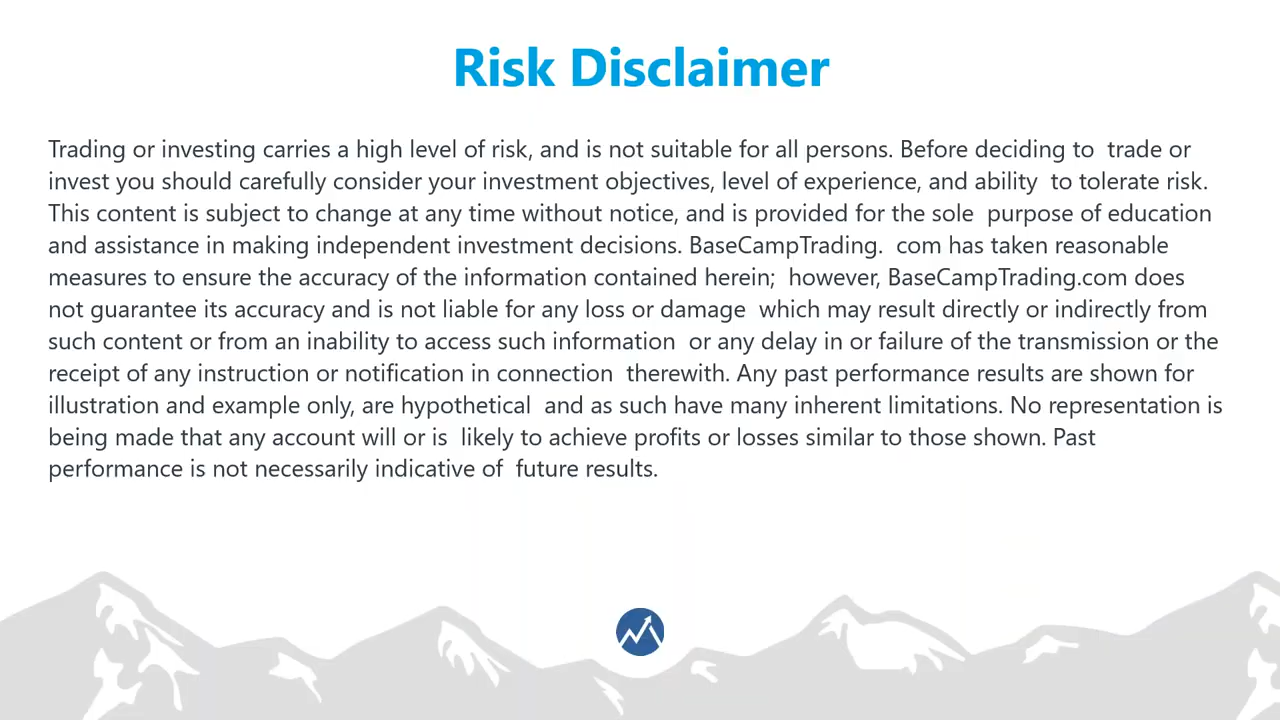 Risk Disclaimer
Trading or investing carries a high level of risk, and is not suitable for all persons. Before deciding to  trade or
invest you should carefully consider your investment objectives, level of experience, and ability  to tolerate risk.
This content is subject to change at any time without notice, and is provided for the sole  purpose of education
and assistance in making independent investment decisions. BaseCampTrading.  com has taken reasonable
measures to ensure the accuracy of the information contained herein;  however, BaseCampTrading.com does
not guarantee its accuracy and is not liable for any loss or damage  which may result directly or indirectly from
such content or from an inability to access such information  or any delay in or failure of the transmission or the
receipt of any instruction or notification in connection  therewith. Any past performance results are shown for
illustration and example only, are hypothetical  and as such have many inherent limitations. No representation is
being made that any account will or is  likely to achieve profits or losses similar to those shown. Past
performance is not necessarily indicative of  future results.